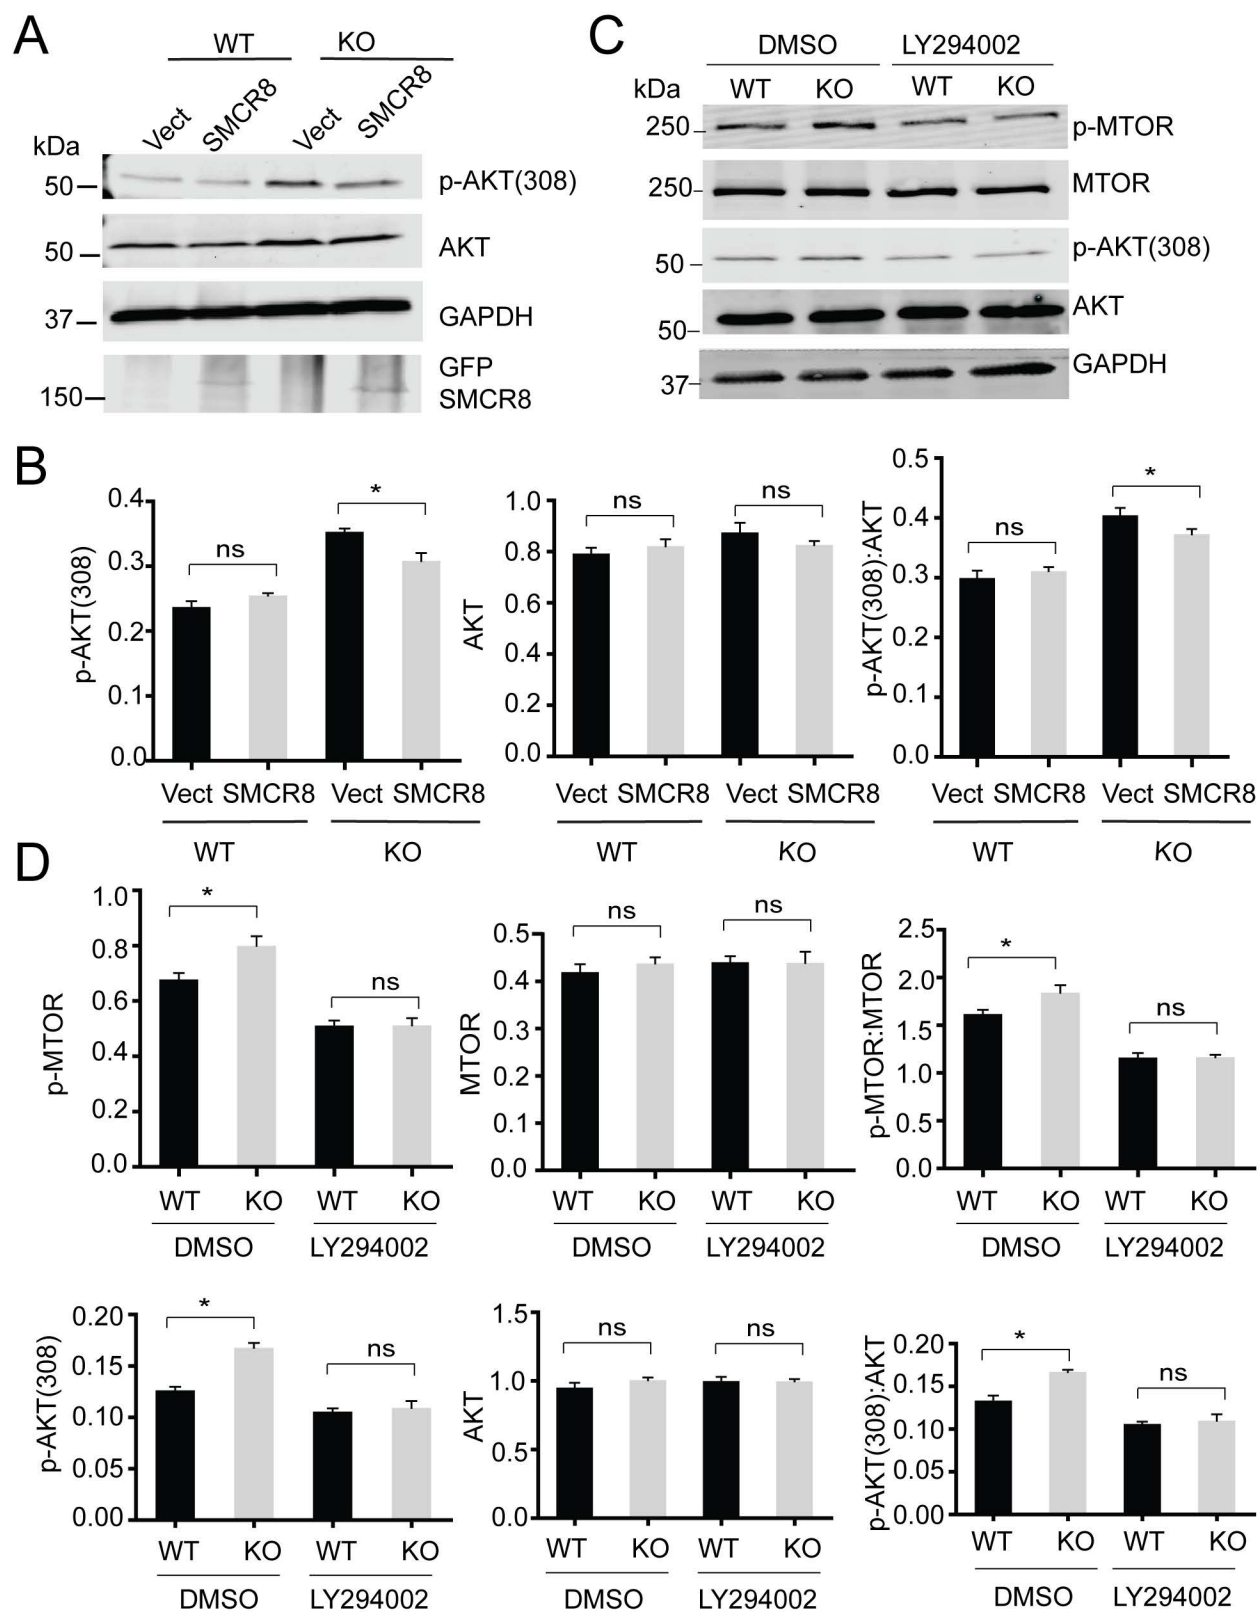 A
WT KO
Vect SMCR8 Vect SMCR8
kDa
50 p-AKT(308)
50 AKT
37 GAPDH
GFP
150 SMCR8
C
DMSO LY294002
kDa WT KO WT KO
250 p-MTOR
250 MTOR
50 p-AKT(308)
50 AKT
37 GAPDH
B
p-AKT(308)
0.4
0.3
0.2
0.1
0.0
ns *
Vect SMCR8 Vect SMCR8
WT KO
AKT
1.0
0.8
0.6
0.4
0.2
0.0
ns ns
Vect SMCR8 Vect SMCR8
WT KO
p-AKT(308):AKT
0.5
0.4
0.3
0.2
0.1
0.0
ns *
Vect SMCR8 Vect SMCR8
WT KO
D
p-MTOR
1.0
0.8
0.6
0.4
0.2
0.0
* ns
WT KO WT KO
DMSO LY294002
MTOR
0.5
0.4
0.3
0.2
0.1
0.0
ns ns
WT KO WT KO
DMSO LY294002
p-MTOR:MTOR
2.5
2.0
1.5
1.0
0.5
0.0
* ns
WT KO WT KO
DMSO LY294002
p-AKT(308)
0.20
0.15
0.10
0.05
0.00
* ns
WT KO WT KO
DMSO LY294002
AKT
1.5
1.0
0.5
0.0
ns ns
WT KO WT KO
DMSO LY294002
p-AKT(308):AKT
0.20
0.15
0.10
0.05
0.00
* ns
WT KO WT KO
DMSO LY294002